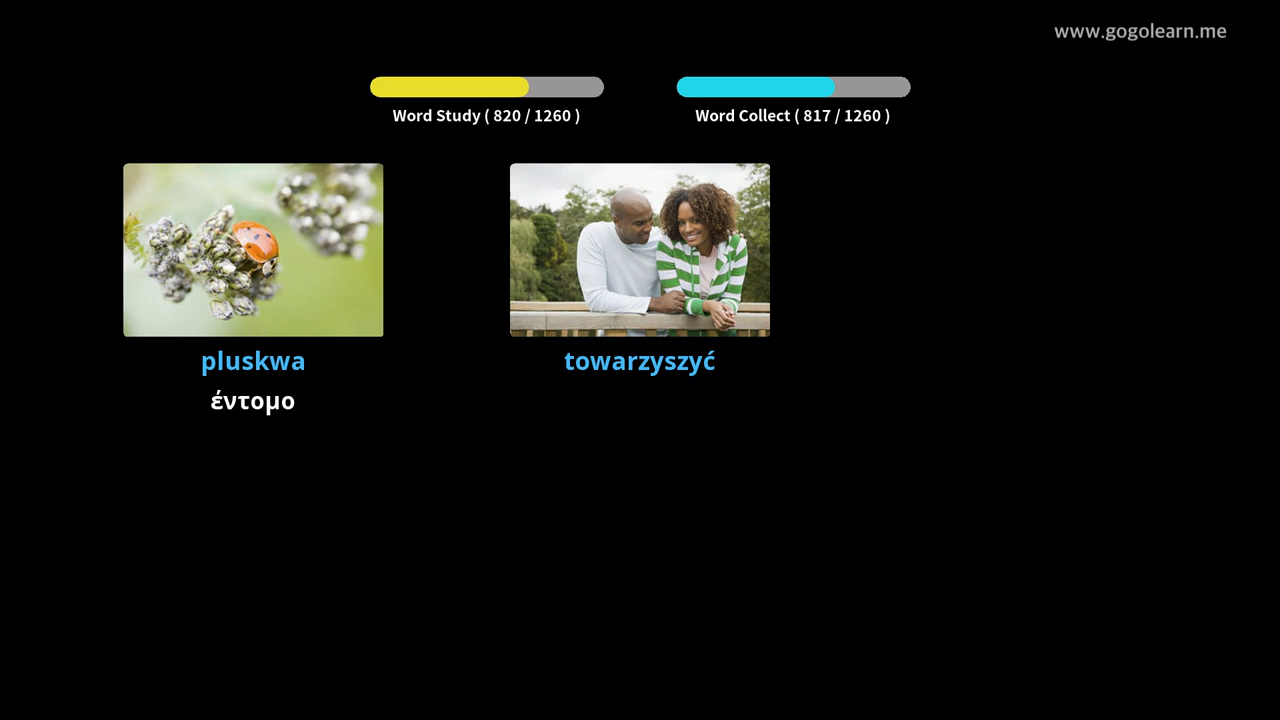 www.gogolearn.me
Word Study ( 820 / 1260 )
Word Collect ( 817 / 1260 )
pluskwa
έντομο
towarzyszyć